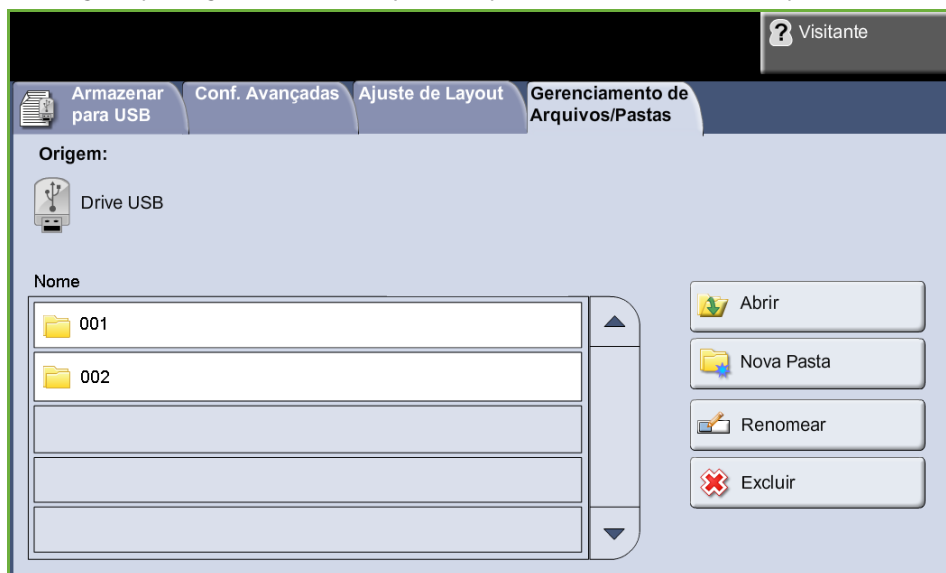 Visitante
Armazenar
para USB
Conf. Avançadas
Ajuste de Layout
Gerenciamento de
Arquivos/Pastas
Origem:
Drive USB
Nome
001
002
Abrir
Nova Pasta
Renomear
Excluir